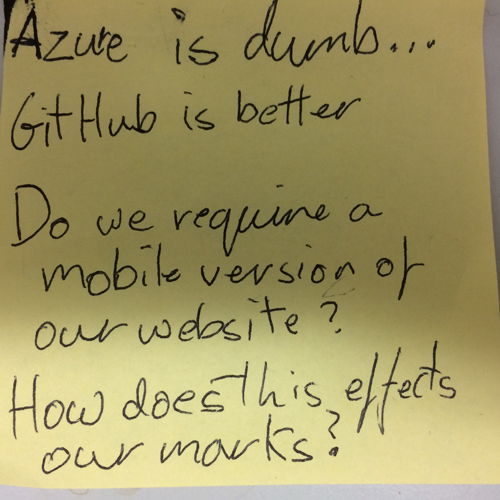 Azure is dumb...
GitHub is better
Do we require a
mobile version of
our website?
How does this effects
our marks?